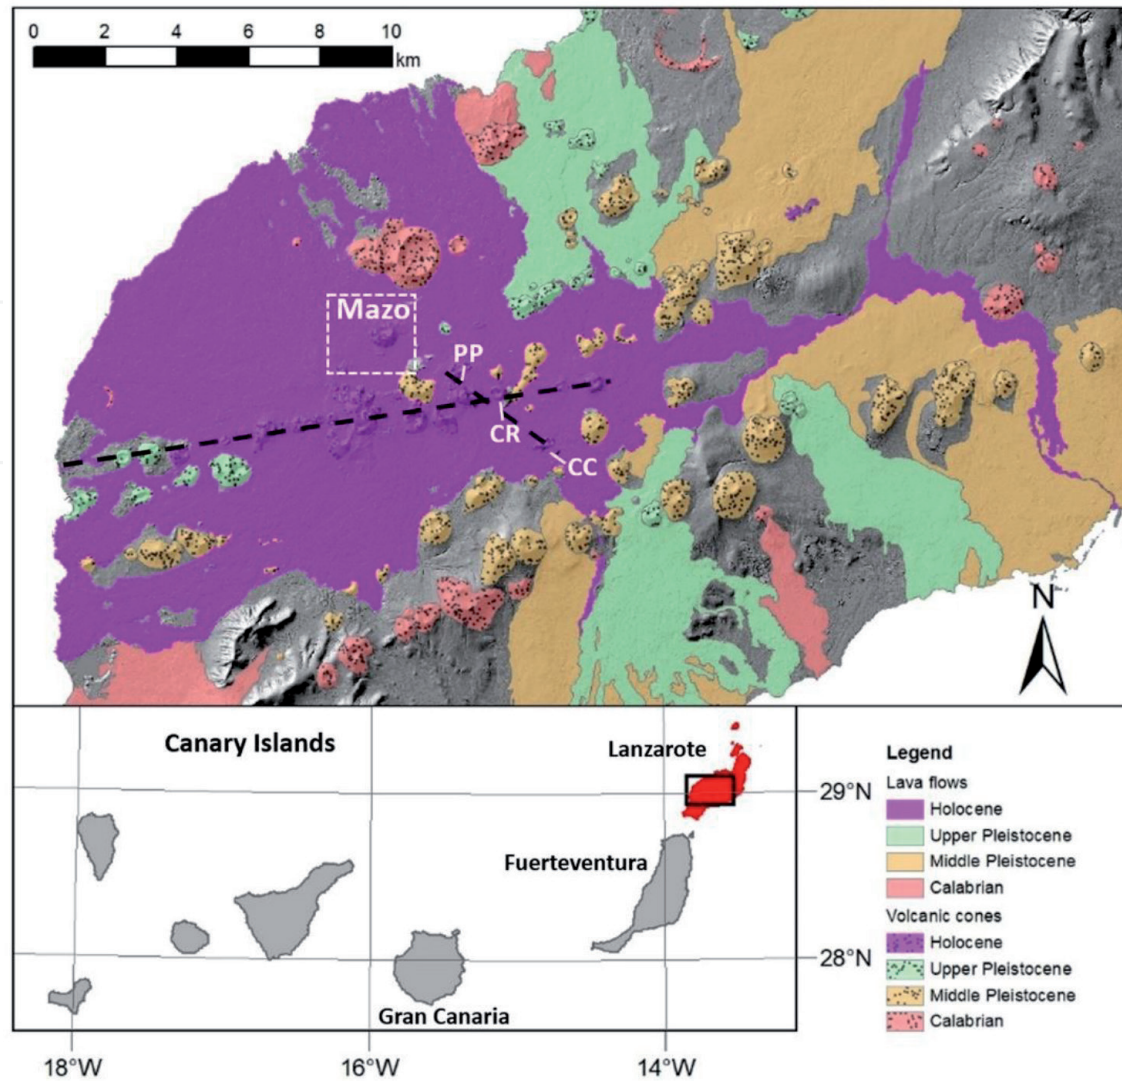 0 2 4 6 8 10
km
Mazo
PP
CR
CC
N
Canary Islands
Lanzarote
29°N
Fuerteventura
28°N
Gran Canaria
18°W 16°W 14°W
Legend
Lava flows
Holocene
Upper Pleistocene
Middle Pleistocene
Calabrian
Volcanic cones
Holocene
Upper Pleistocene
Middle Pleistocene
Calabrian